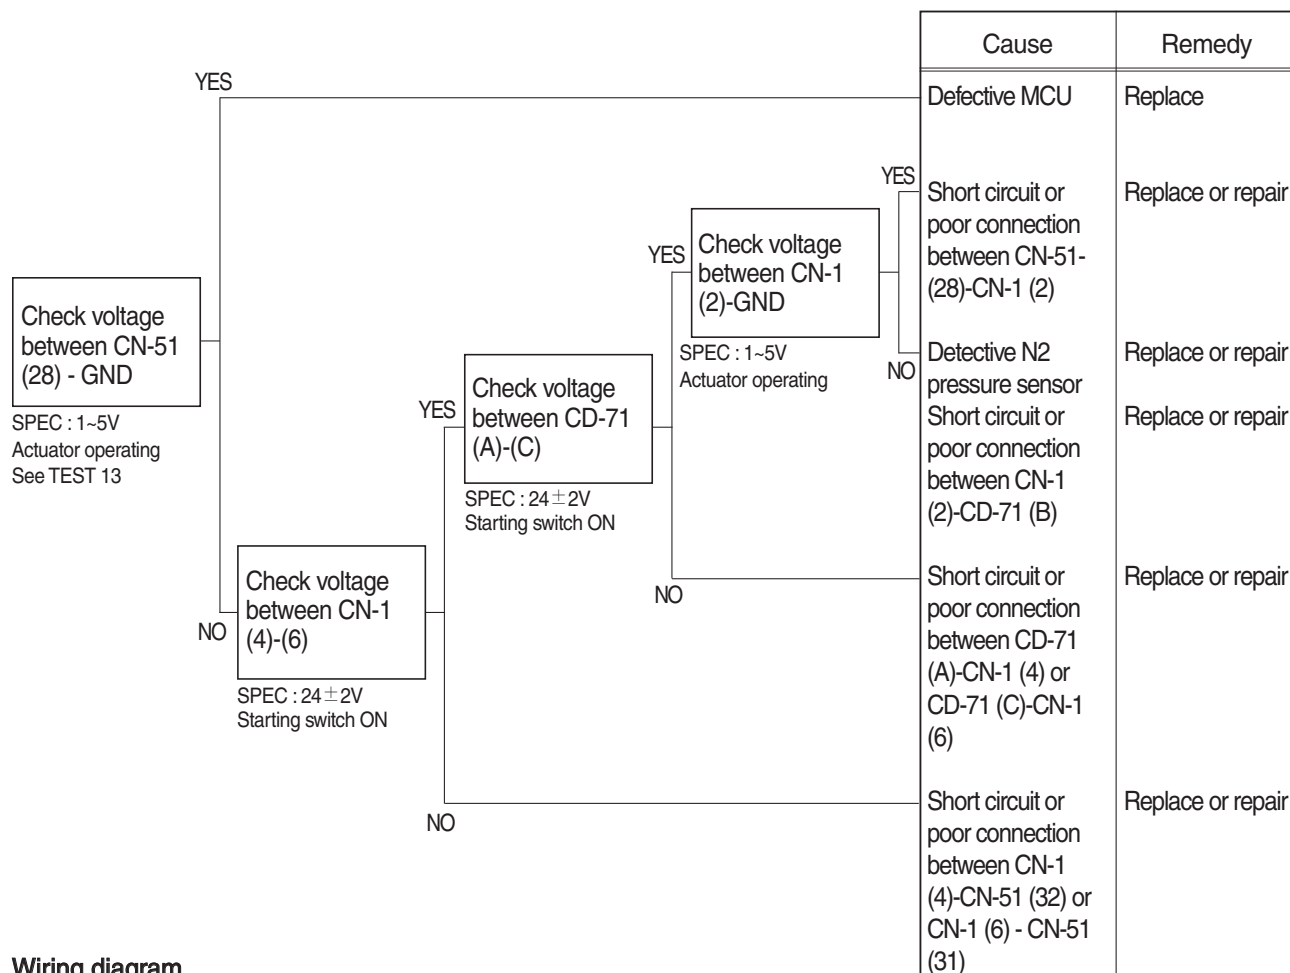 Cause
Remedy
YES
Defective MCU
Replace
YES
Short circuit or
poor connection
between CN-51-
(28)-CN-1 (2)
Replace or repair
YES
Check voltage
between CN-1
(2)-GND
SPEC : 1~5V
Actuator operating
NO
Detective N2
pressure sensor
Replace or repair
Short circuit or
poor connection
between CN-1
(2)-CD-71 (B)
Replace or repair
Check voltage
between CN-51
(28) - GND
SPEC : 1~5V
Actuator operating
See TEST 13
YES
Check voltage
between CD-71
(A)-(C)
SPEC : 24±2V
Starting switch ON
NO
Short circuit or
poor connection
between CD-71
(A)-CN-1 (4) or
CD-71 (C)-CN-1
(6)
Replace or repair
NO
Check voltage
between CN-1
(4)-(6)
SPEC : 24±2V
Starting switch ON
NO
Short circuit or
poor connection
between CN-1
(4)-CN-51 (32) or
CN-1 (6) - CN-51
(31)
Replace or repair
Wiring diagram